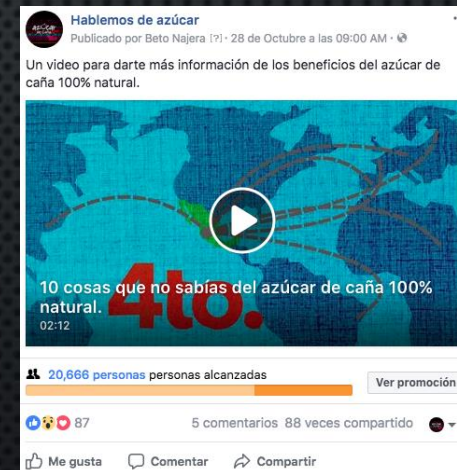 Hablemos de azúcar
Publicado por Beto Najera [?] · 28 de Octubre a las 09:00 AM ·
Un video para darte más información de los beneficios del azúcar de
caña 100% natural.
4to.
10 cosas que no sabías del azúcar de caña 100%
natural.
02:12
20,666 personas personas alcanzadas
Ver promoción
87
5 comentarios 88 veces compartido
Me gusta
Comentar
Compartir